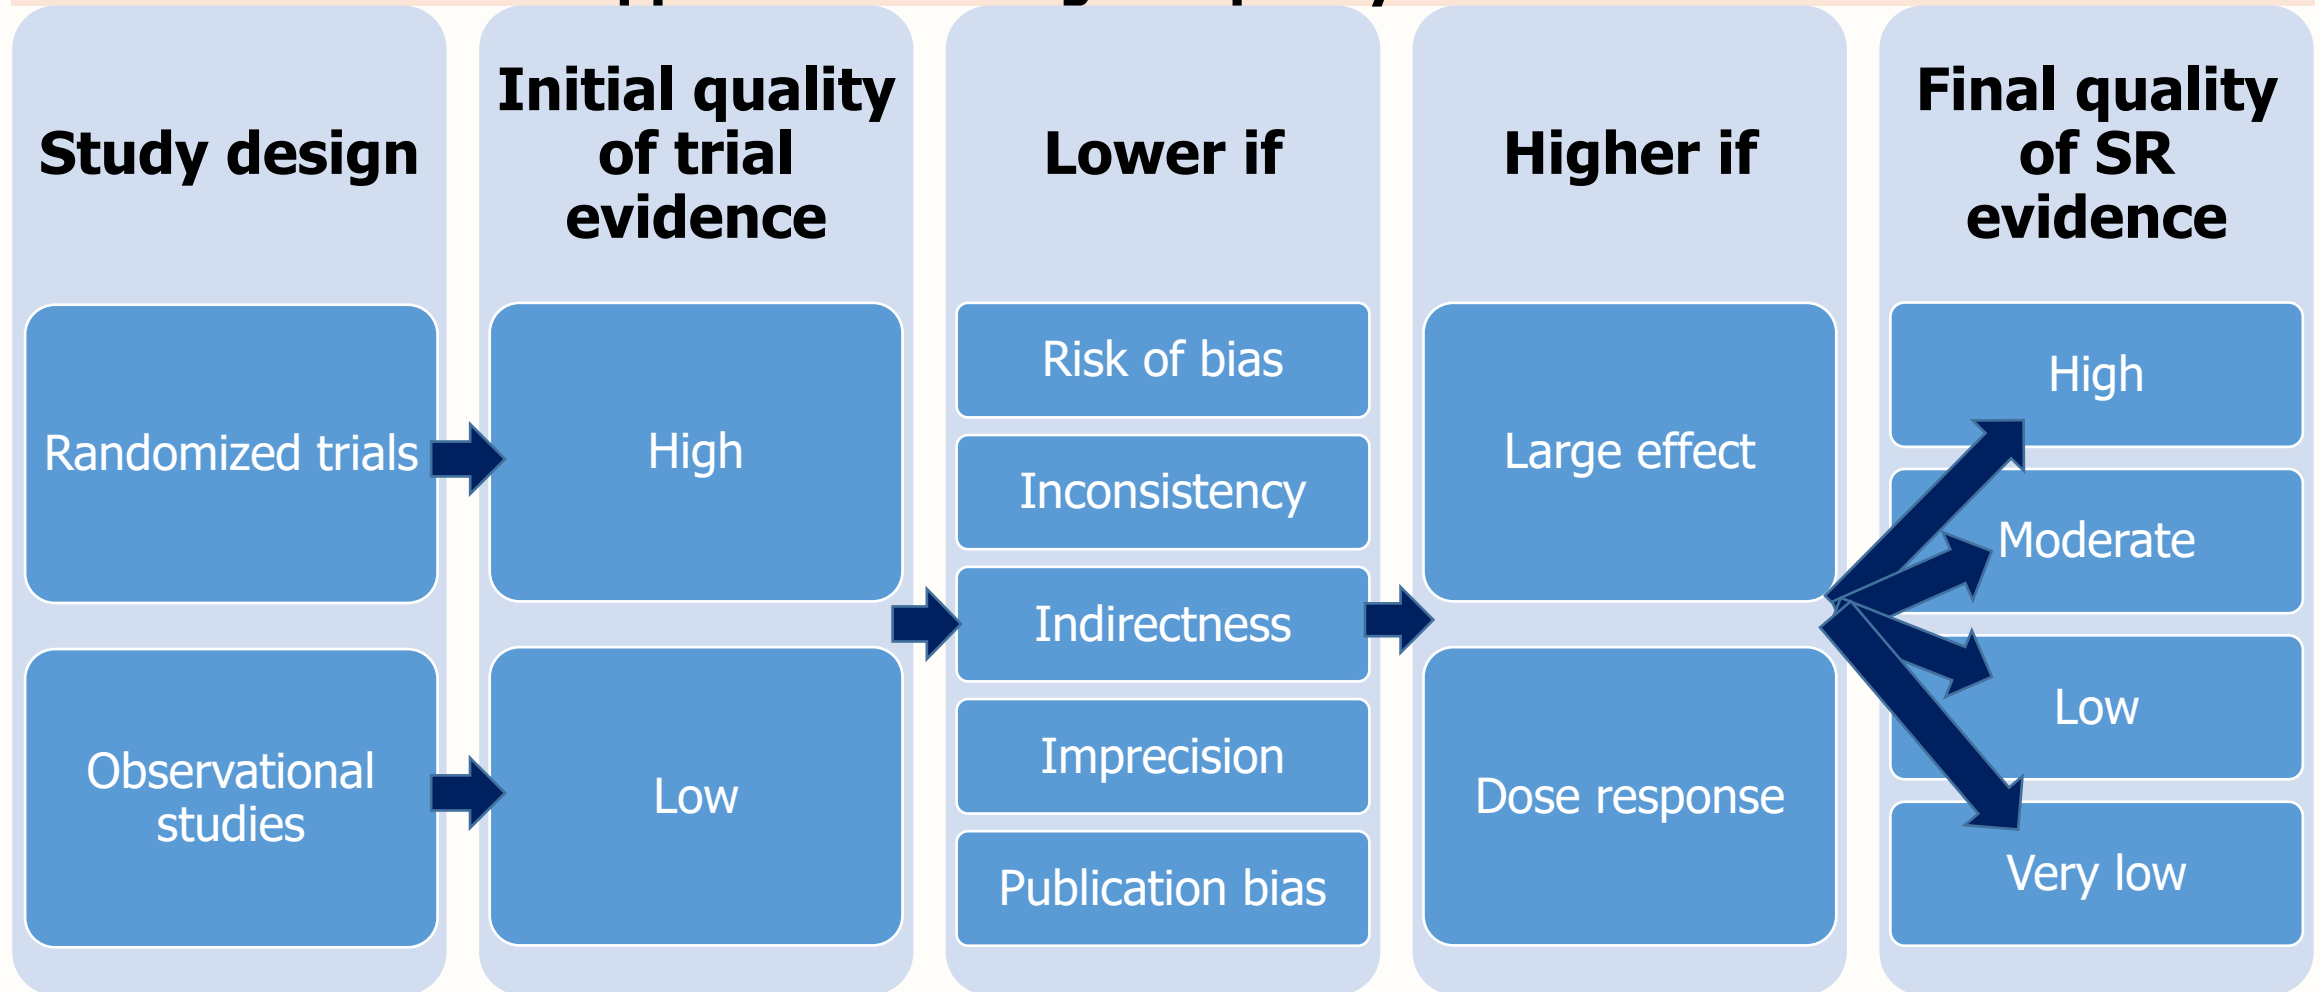 Study design
Initial quality
of trial
evidence
Lower if
Higher if
Final quality
of SR
evidence
Randomized trials
Observational
studies
High
Low
Risk of bias
Inconsistency
Indirectness
Imprecision
Publication bias
Large effect
Dose response
High
Moderate
Low
Very low